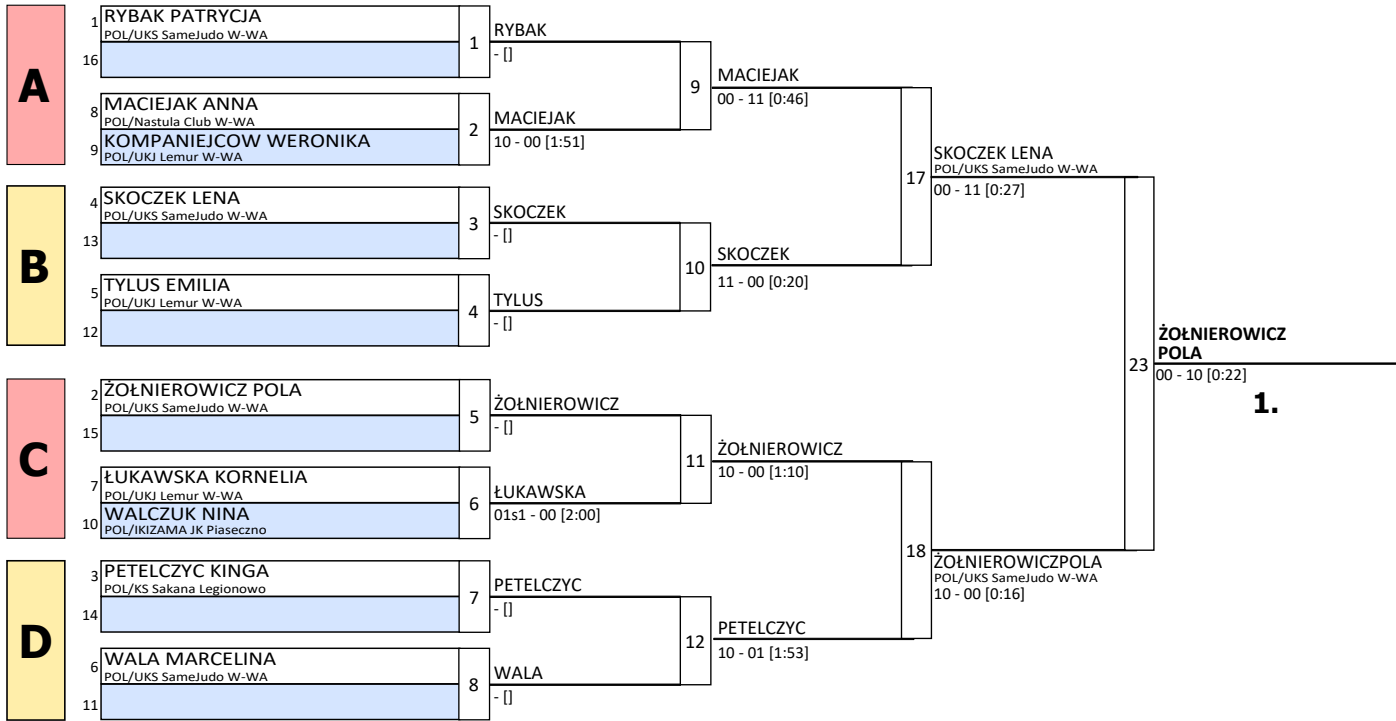 A
1 RYBAK PATRYCJA
POL/UKS SameJudo W-WA
16
1
RYBAK
- []
8 MACIEJAK ANNA
POL/Nastula Club W-WA
9 KOMPANIEJCOW WERONIKA
POL/UKJ Lemur W-WA
2
MACIEJAK
10 - 00 [1:51]
9
MACIEJAK
00 - 11 [0:46]
B
4 SKOCZEK LENA
POL/UKS SameJudo W-WA
13
3
SKOCZEK
- []
5 TYLUS EMILIA
POL/UKJ Lemur W-WA
12
4
TYLUS
- []
10
SKOCZEK
11 - 00 [0:20]
17
SKOCZEK LENA
POL/UKS SameJudo W-WA
00 - 11 [0:27]
C
2 ŻOŁNIEROWICZ POLA
POL/UKS SameJudo W-WA
15
5
ŻOŁNIEROWICZ
- []
7 ŁUKAWSKA KORNELIA
POL/UKJ Lemur W-WA
10 WALCZUK NINA
POL/IKIZAMA JK Piaseczno
6
ŁUKAWSKA
01s1 - 00 [2:00]
11
ŻOŁNIEROWICZ
10 - 00 [1:10]
D
3 PETELCZYC KINGA
POL/KS Sakana Legionowo
14
7
PETELCZYC
- []
6 WALA MARCELINA
POL/UKS SameJudo W-WA
11
8
WALA
- []
12
PETELCZYC
10 - 01 [1:53]
18
ŻOŁNIEROWICZPOLA
POL/UKS SameJudo W-WA
10 - 00 [0:16]
23
ŻOŁNIEROWICZ
POLA
00 - 10 [0:22]
1.